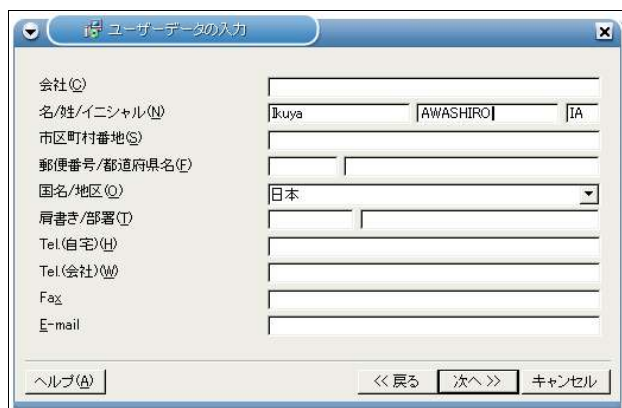 ユーザーデータの入力
会社(C)
名/姓/イニシャル(N) Ikuya AWASHIRO IA
市区町村番地(S)
郵便番号/都道府県名(F)
国名/地区(O) 日本
肩書き/部署(T)
Tel.(自宅)(H)
Tel.(会社)(W)
Fax
E-mail
ヘルプ(A) << 戻る 次へ >> キャンセル